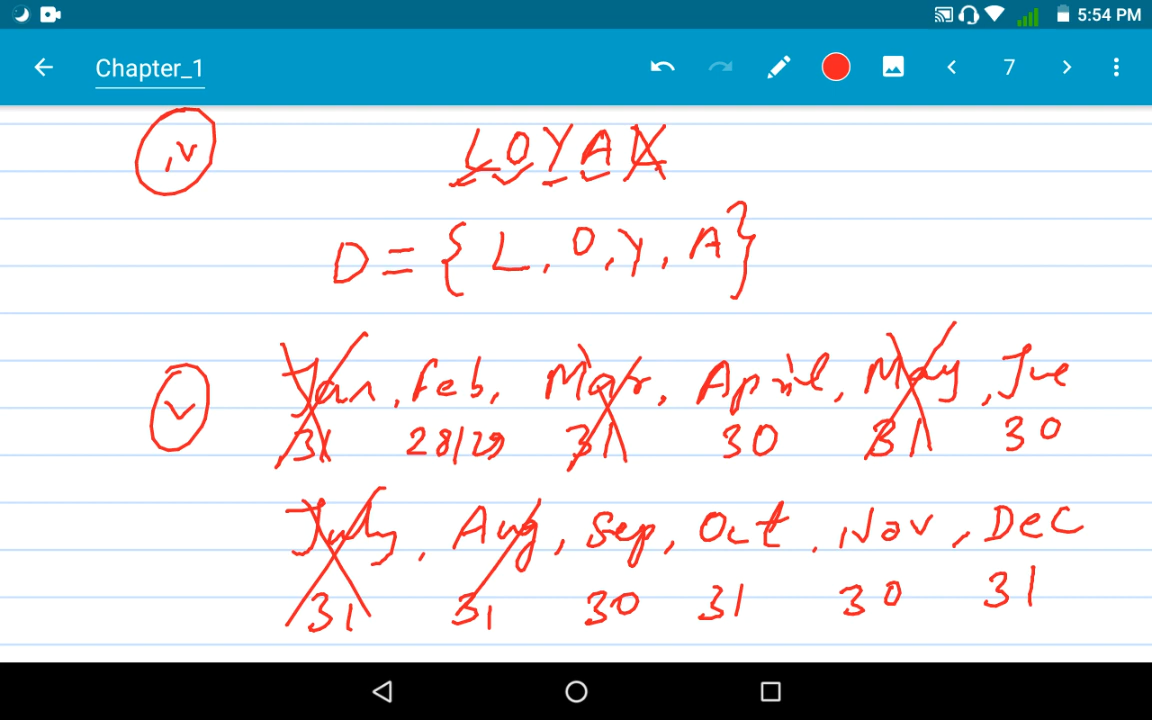 5:54 PM
Chapter_1 7
iv LOYAL
D = { L, O, Y, A }
v Jan, Feb, Mar, April, May, Jue
31 28/29 31 30 31 30
July, Aug, Sep, Oct, Nov, Dec
31 31 30 31 30 31